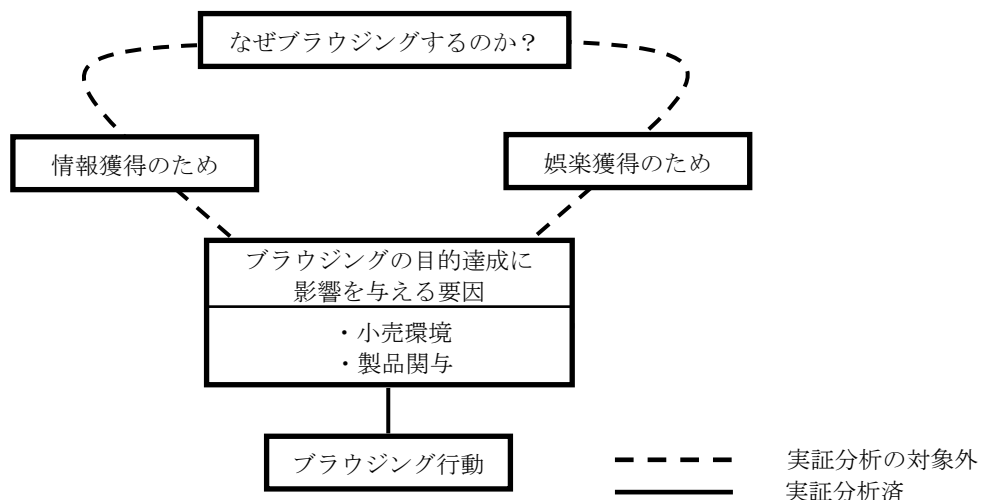 なぜブラウジングするのか？
情報獲得のため
娯楽獲得のため
ブラウジングの目的達成に
影響を与える要因
・小売環境
・製品関与
ブラウジング行動
実証分析の対象外
実証分析済